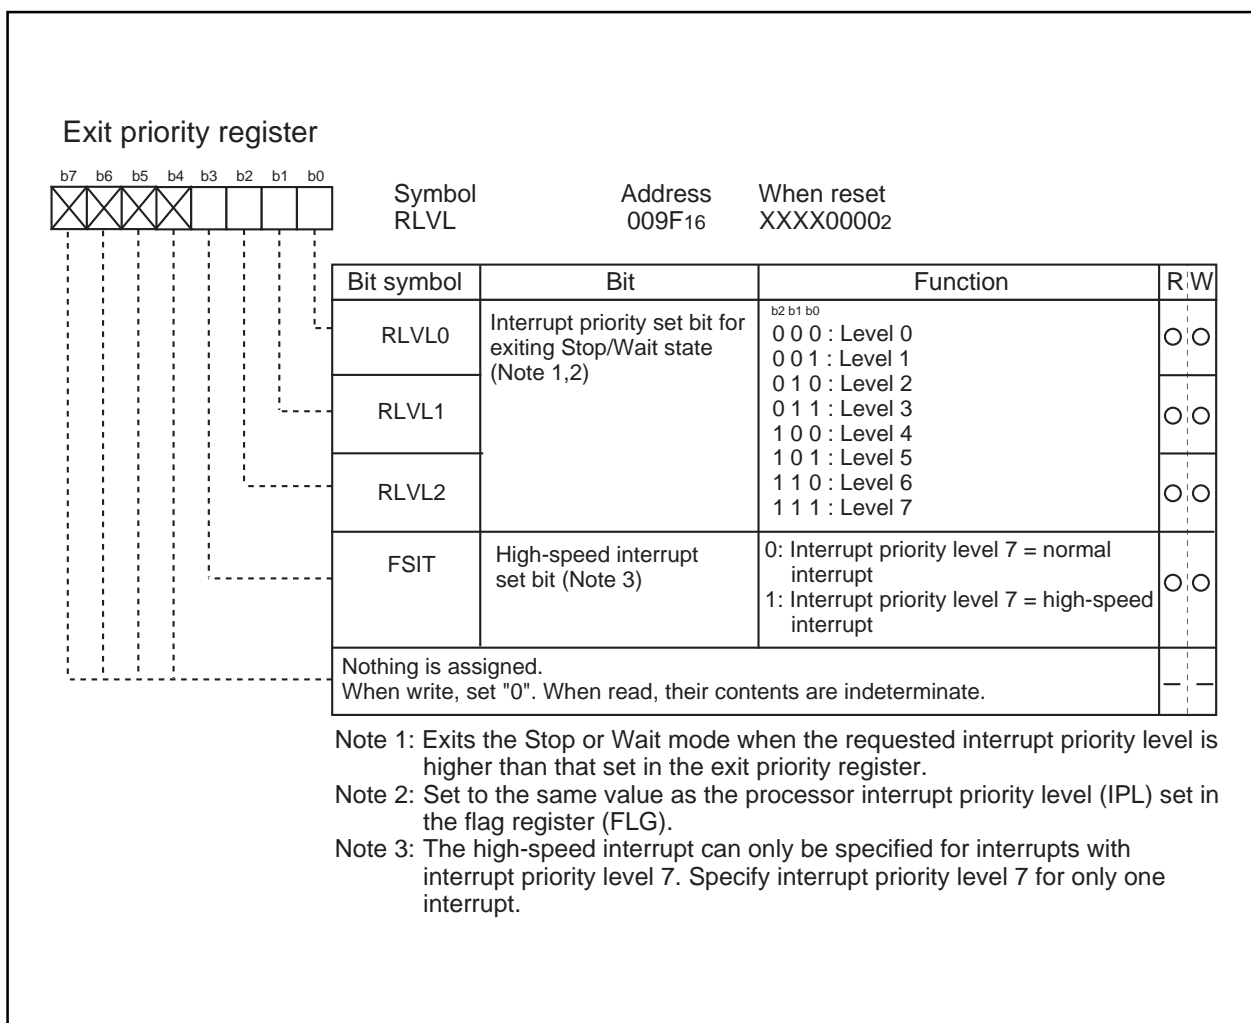 Exit priority register
b7 b6 b5 b4 b3 b2 b1 b0
Symbol Address When reset
RLVL 009F16 XXXX00002
Bit symbol Bit Function R W
RLVL0
Interrupt priority set bit for
exiting Stop/Wait state
(Note 1,2)
b2 b1 b0
0 0 0 : Level 0
0 0 1 : Level 1
0 1 0 : Level 2
0 1 1 : Level 3
1 0 0 : Level 4
1 0 1 : Level 5
1 1 0 : Level 6
1 1 1 : Level 7
RLVL1
RLVL2
FSIT
High-speed interrupt
set bit (Note 3)
0: Interrupt priority level 7 = normal
interrupt
1: Interrupt priority level 7 = high-speed
interrupt
Nothing is assigned.
When write, set "0". When read, their contents are indeterminate.
Note 1: Exits the Stop or Wait mode when the requested interrupt priority level is
higher than that set in the exit priority register.
Note 2: Set to the same value as the processor interrupt priority level (IPL) set in
the flag register (FLG).
Note 3: The high-speed interrupt can only be specified for interrupts with
interrupt priority level 7. Specify interrupt priority level 7 for only one
interrupt.